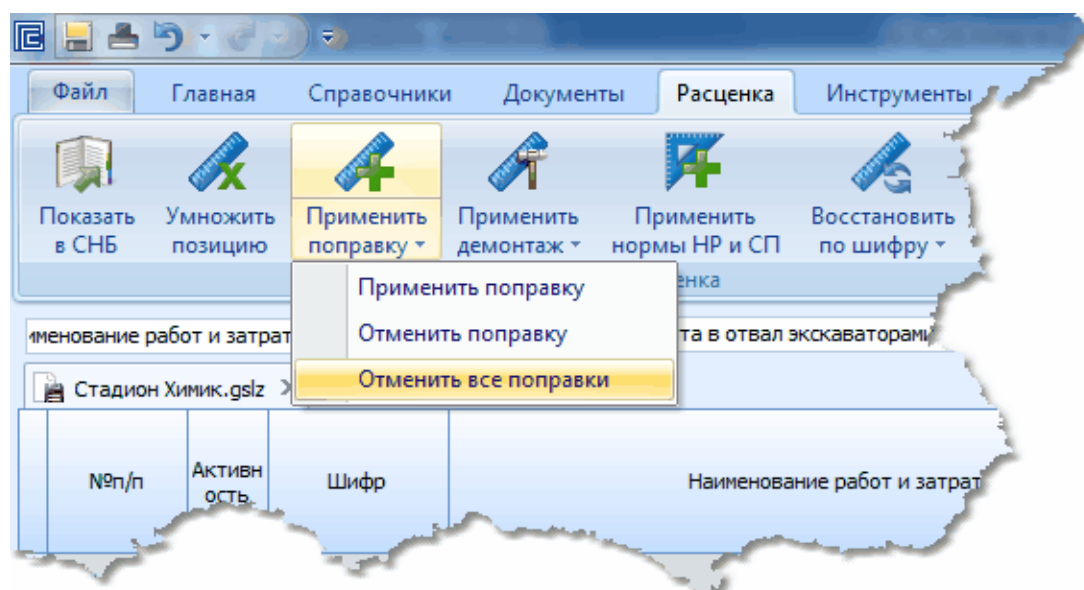 Файл Главная Справочники Документы Расценка Инструменты
Показать Умножить Применить Применить Применить Восстановить
в СНБ позицию поправку демонтаж нормы НР и СП по шифру
Применить поправку
Отменить поправку
Отменить все поправки
именование работ и затрат та в отвал экскаваторами
Стадион Химик.gslz
№п/п Активн Шифр Наименование работ и затрат
ость